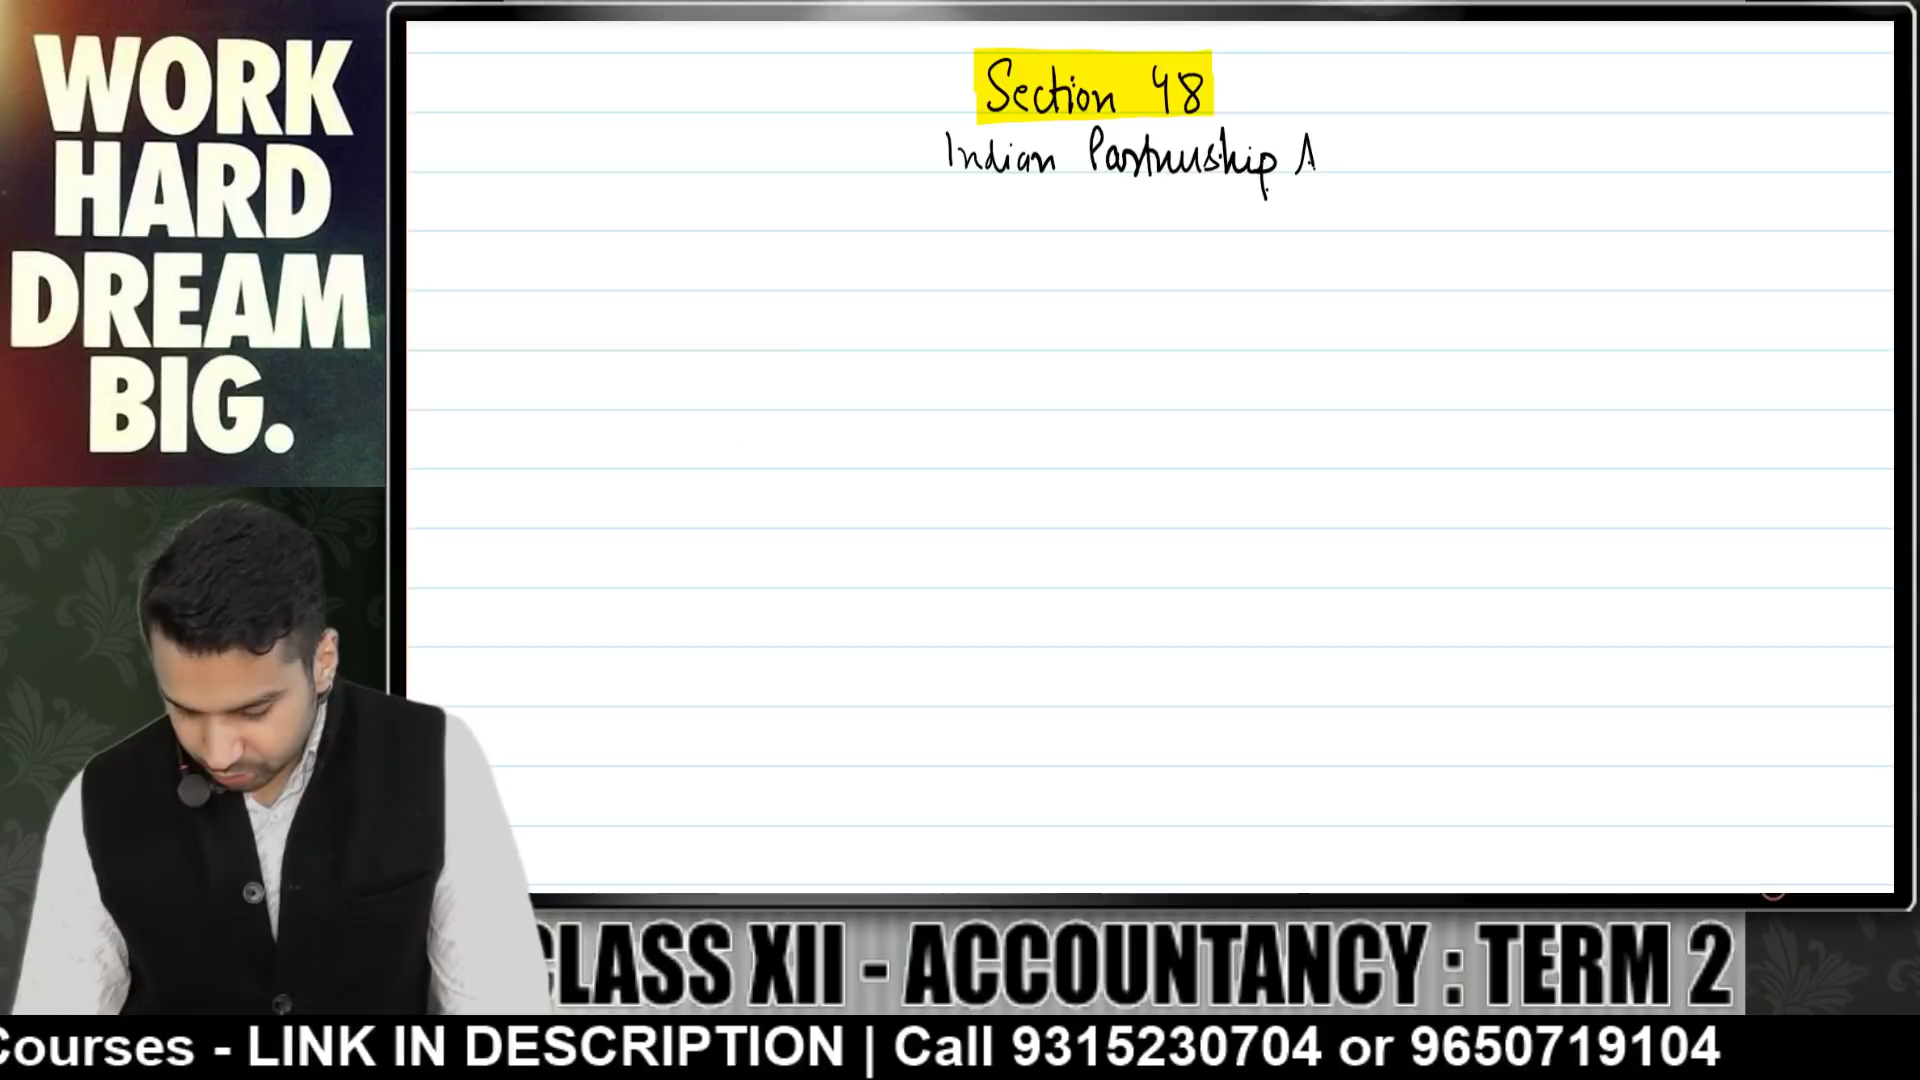 WORK
HARD
DREAM
BIG.
Section 48
Indian Partnership A
CLASS XII - ACCOUNTANCY : TERM 2
Courses - LINK IN DESCRIPTION | Call 9315230704 or 9650719104